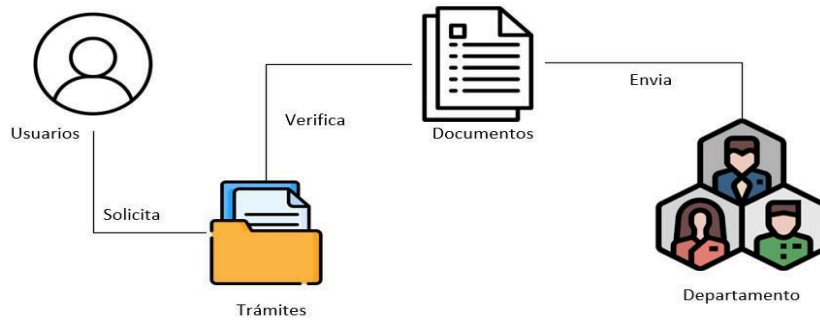 Usuarios
Solicita
Trámites
Verifica
Documentos
Envia
Departamento